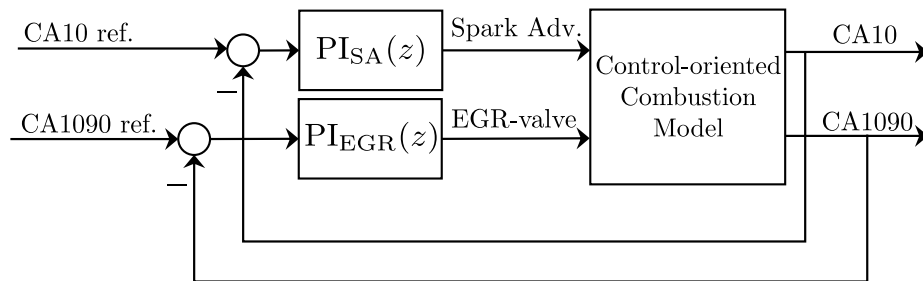 CA10 ref.
PI_SA(z)
Spark Adv.
Control-oriented
Combustion
Model
CA10
−
CA1090 ref.
PI_EGR(z)
EGR-valve
CA1090
−